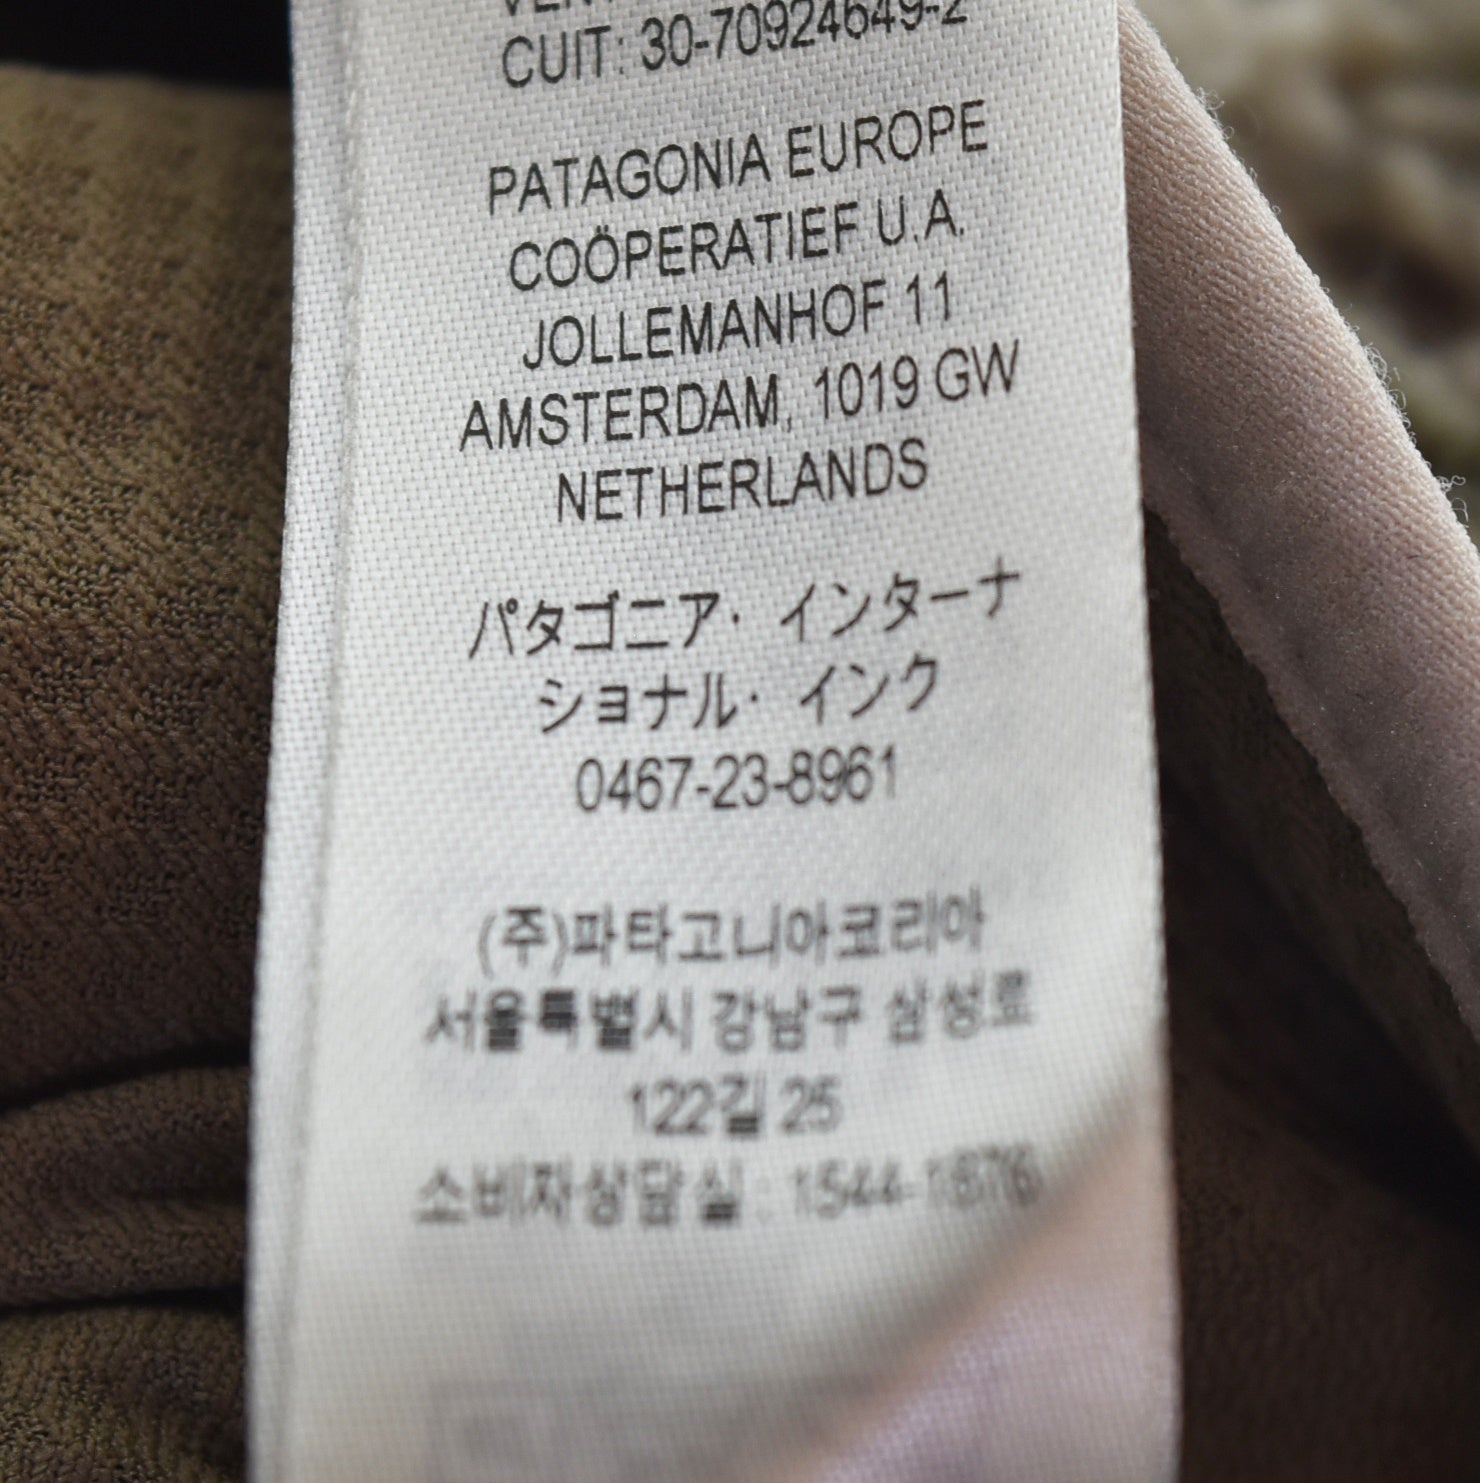 CUIT: 30-70924649-2
PATAGONIA EUROPE
COÖPERATIEF U.A.
JOLLEMANHOF 11
AMSTERDAM, 1019 GW
NETHERLANDS
パタゴニア・インターナ
ショナル・インク
0467-23-8961
(주)파타고니아코리아
서울특별시 강남구 삼성로
122길 25
소비자상담실 : 1544-1876